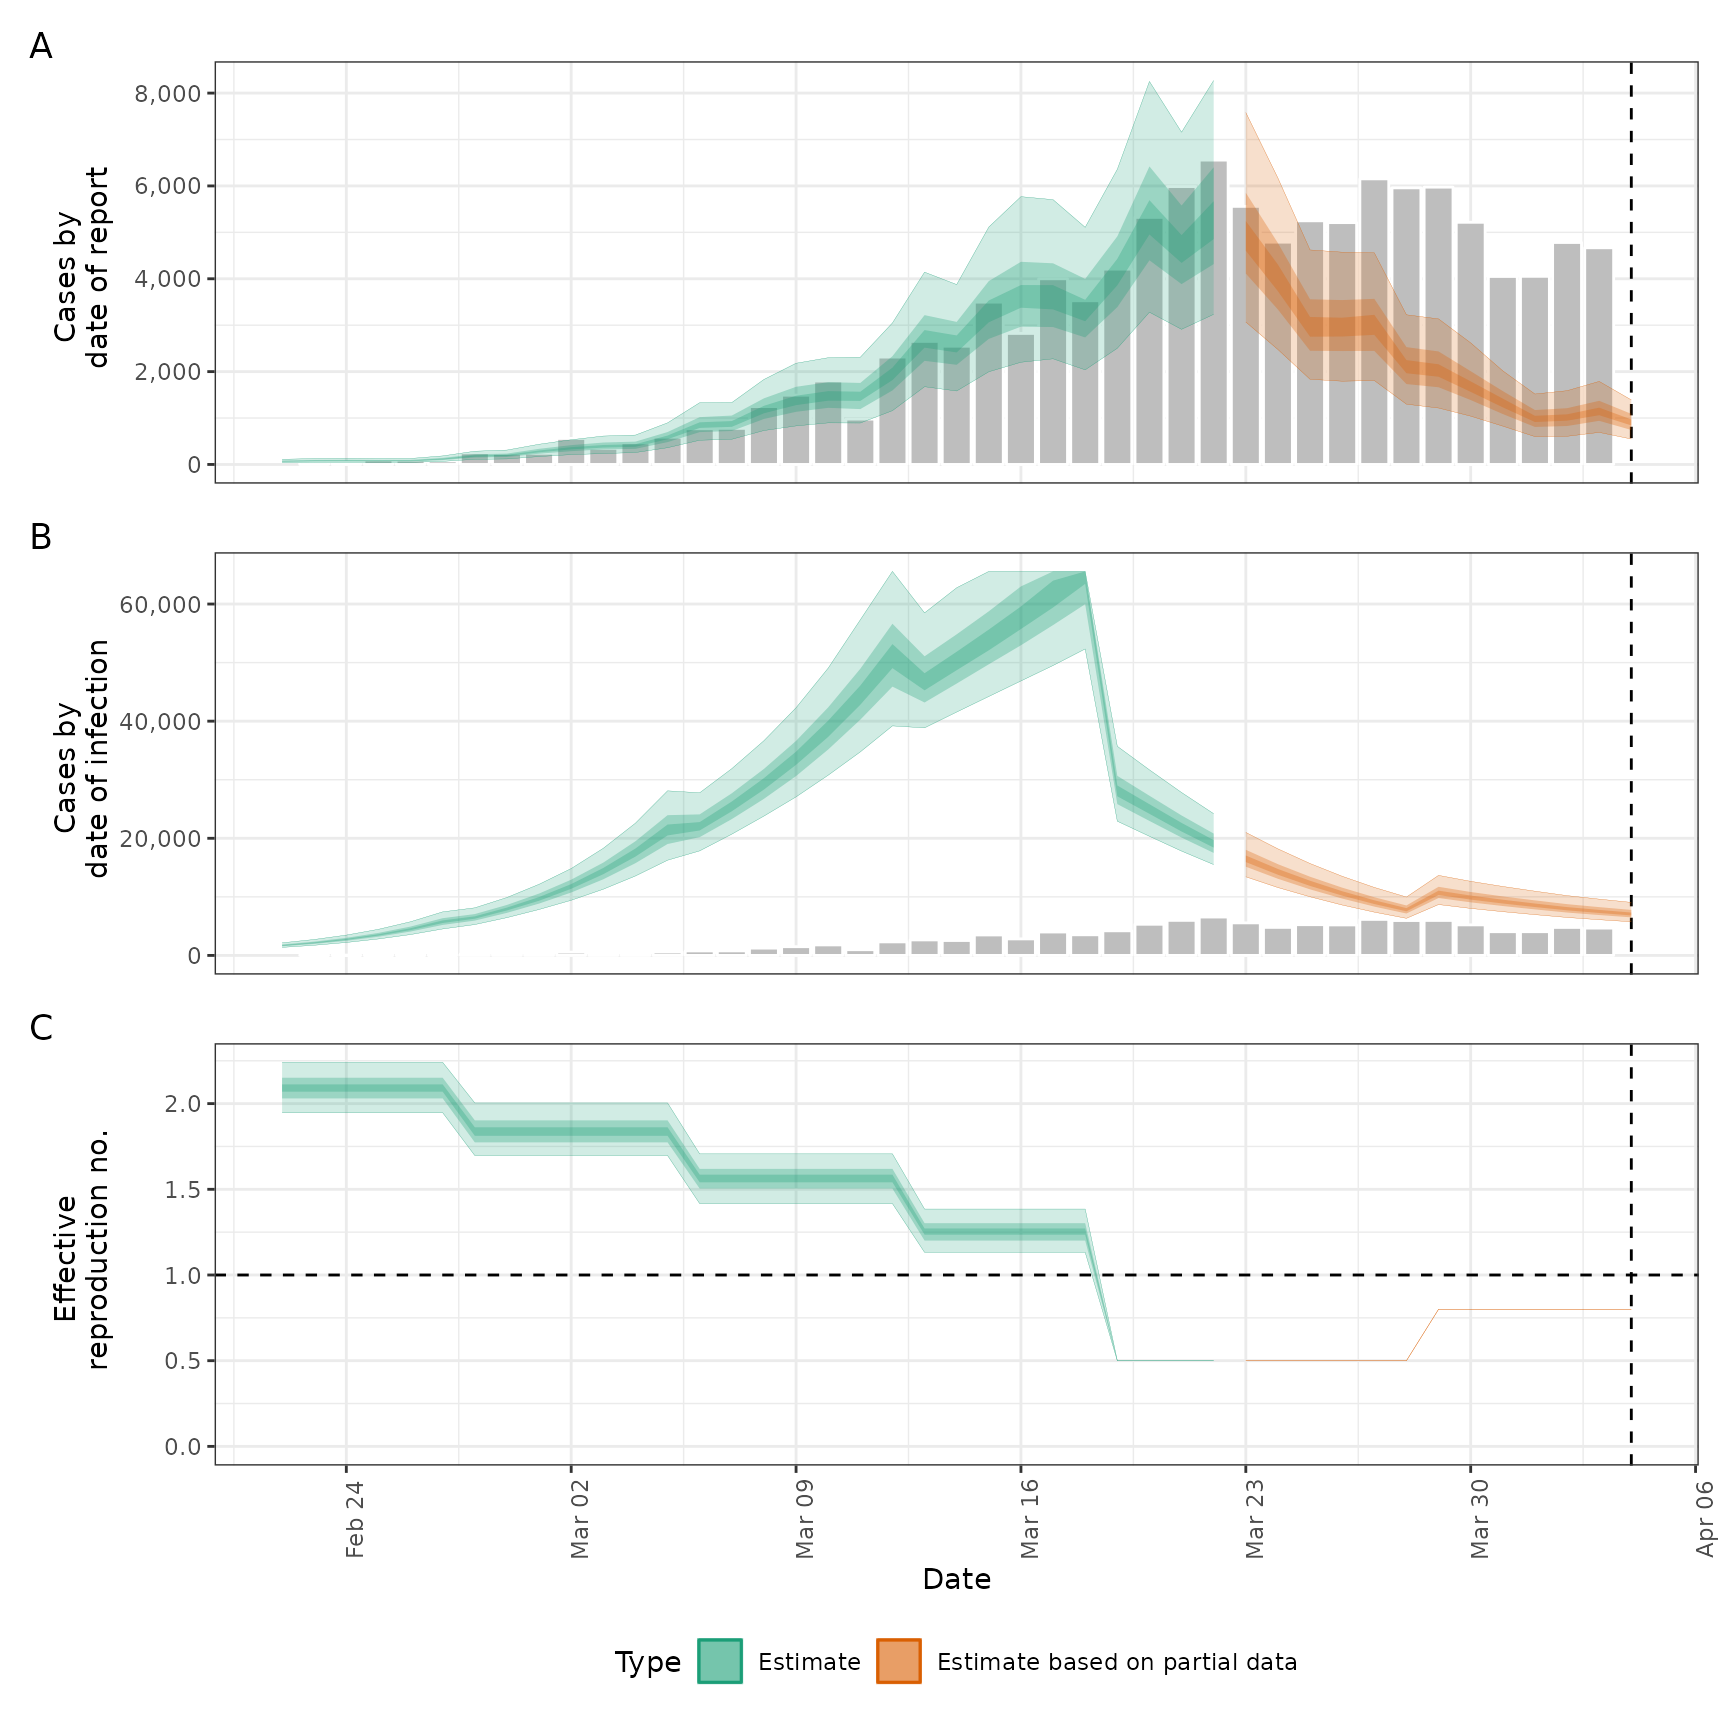 A
Cases by
date of report
8,000
6,000
4,000
2,000
0
B
Cases by
date of infection
60,000
40,000
20,000
0
C
Effective
reproduction no.
2.0
1.5
1.0
0.5
0.0
Feb 24
Mar 02
Mar 09
Mar 16
Mar 23
Mar 30
Apr 06
Date
Type
Estimate
Estimate based on partial data